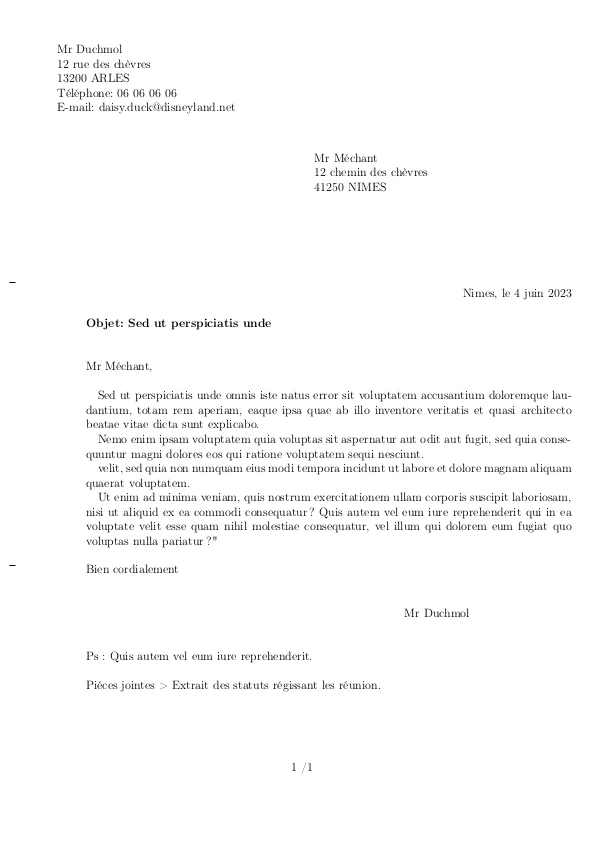 Mr Duchmol
12 rue des chèvres
13200 ARLES
Téléphone: 06 06 06 06
E-mail: daisy.duck@disneyland.net
Mr Méchant
12 chemin des chèvres
41250 NIMES
Nimes, le 4 juin 2023
Objet: Sed ut perspiciatis unde
Mr Méchant,
Sed ut perspiciatis unde omnis iste natus error sit voluptatem accusantium doloremque lau-
dantium, totam rem aperiam, eaque ipsa quae ab illo inventore veritatis et quasi architecto
beatae vitae dicta sunt explicabo.
Nemo enim ipsam voluptatem quia voluptas sit aspernatur aut odit aut fugit, sed quia conse-
quuntur magni dolores eos qui ratione voluptatem sequi nesciunt.
velit, sed quia non numquam eius modi tempora incidunt ut labore et dolore magnam aliquam
quaerat voluptatem.
Ut enim ad minima veniam, quis nostrum exercitationem ullam corporis suscipit laboriosam,
nisi ut aliquid ex ea commodi consequatur ? Quis autem vel eum iure reprehenderit qui in ea
voluptate velit esse quam nihil molestiae consequatur, vel illum qui dolorem eum fugiat quo
voluptas nulla pariatur ?"
Bien cordialement
Mr Duchmol
Ps : Quis autem vel eum iure reprehenderit.
Piéces jointes > Extrait des statuts régissant les réunion.
1 /1